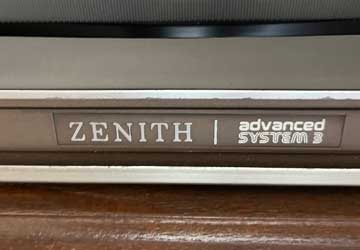 ZENITH | advanced
SYSTEM 3